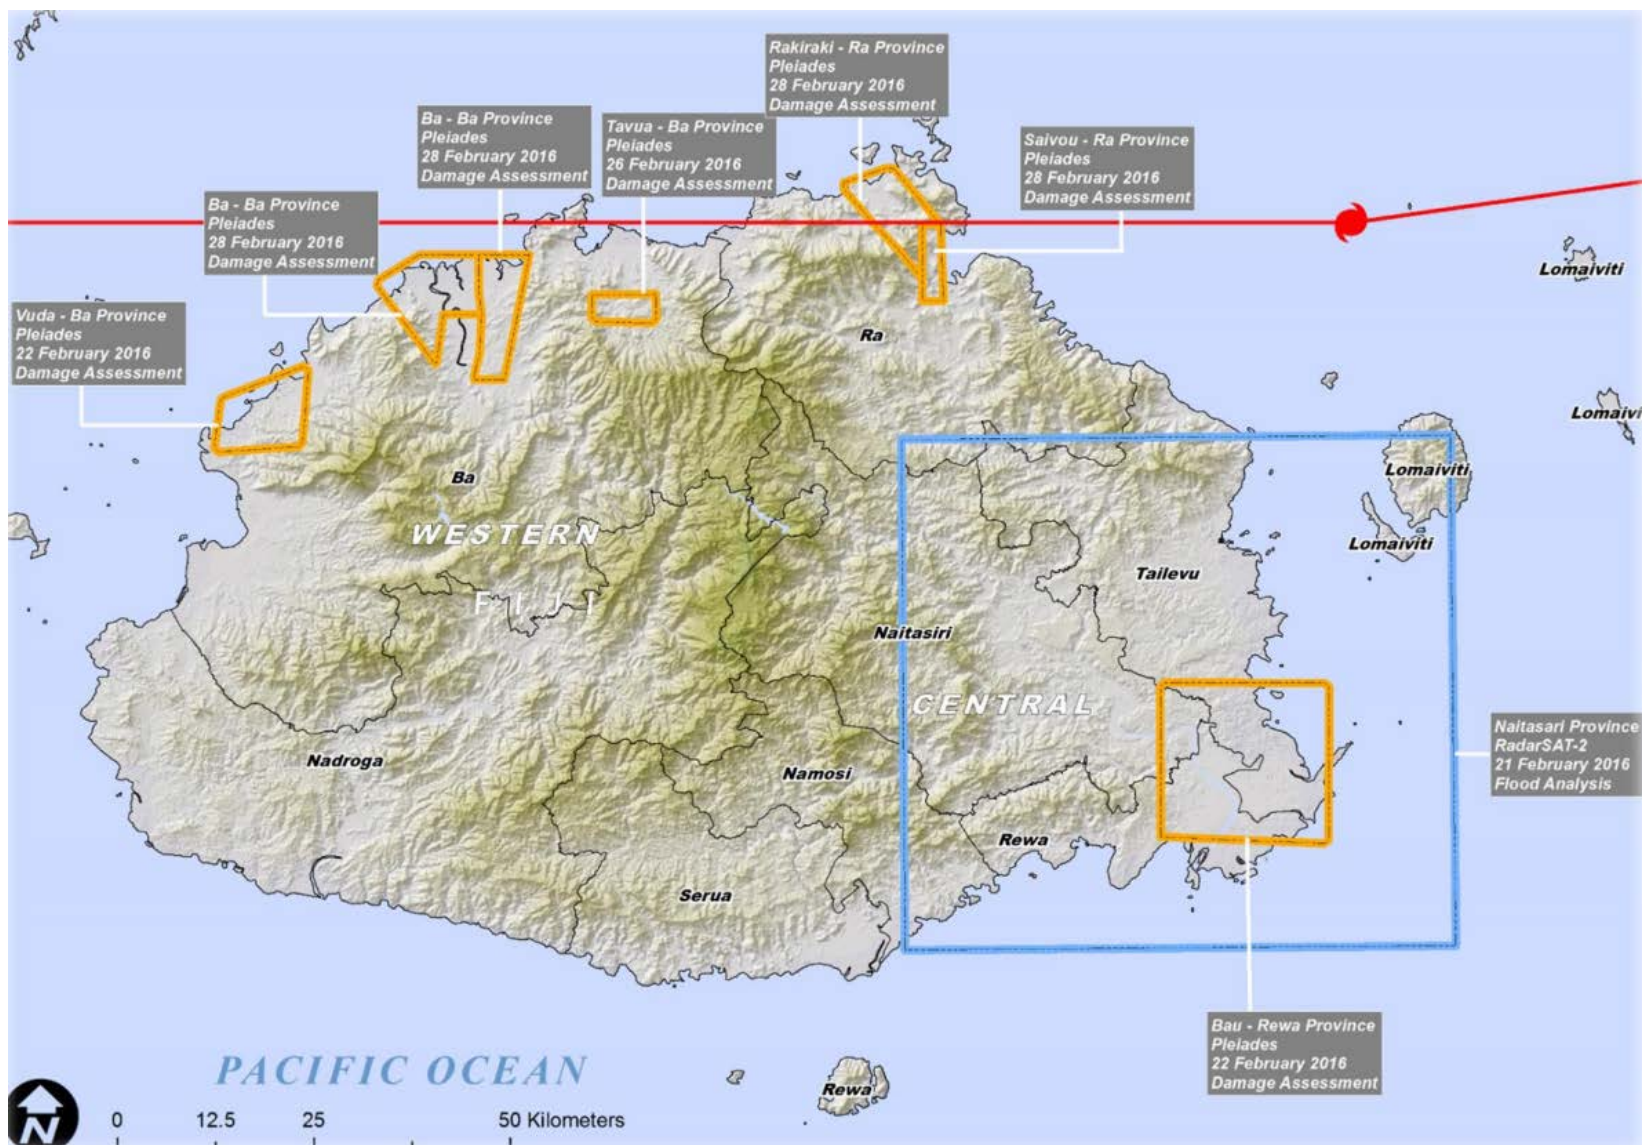 Rakiraki - Ra Province
Pleiades
28 February 2016
Damage Assessment
Ba - Ba Province
Pleiades
28 February 2016
Damage Assessment
Tavua - Ba Province
Pleiades
26 February 2016
Damage Assessment
Saivou - Ra Province
Pleiades
28 February 2016
Damage Assessment
Ba - Ba Province
Pleiades
28 February 2016
Damage Assessment
Vuda - Ba Province
Pleiades
22 February 2016
Damage Assessment
Lomaiviti
Ra
Lomaivi
Lomaiviti
Ba
WESTERN
Lomaiviti
Tailevu
FIJI
Naitasiri
CENTRAL
Naitasari Province
RadarSAT-2
21 February 2016
Flood Analysis
Nadroga
Namosi
Rewa
Serua
Bau - Rewa Province
Pleiades
22 February 2016
Damage Assessment
PACIFIC OCEAN
Rewa
N
0 12.5 25 50 Kilometers